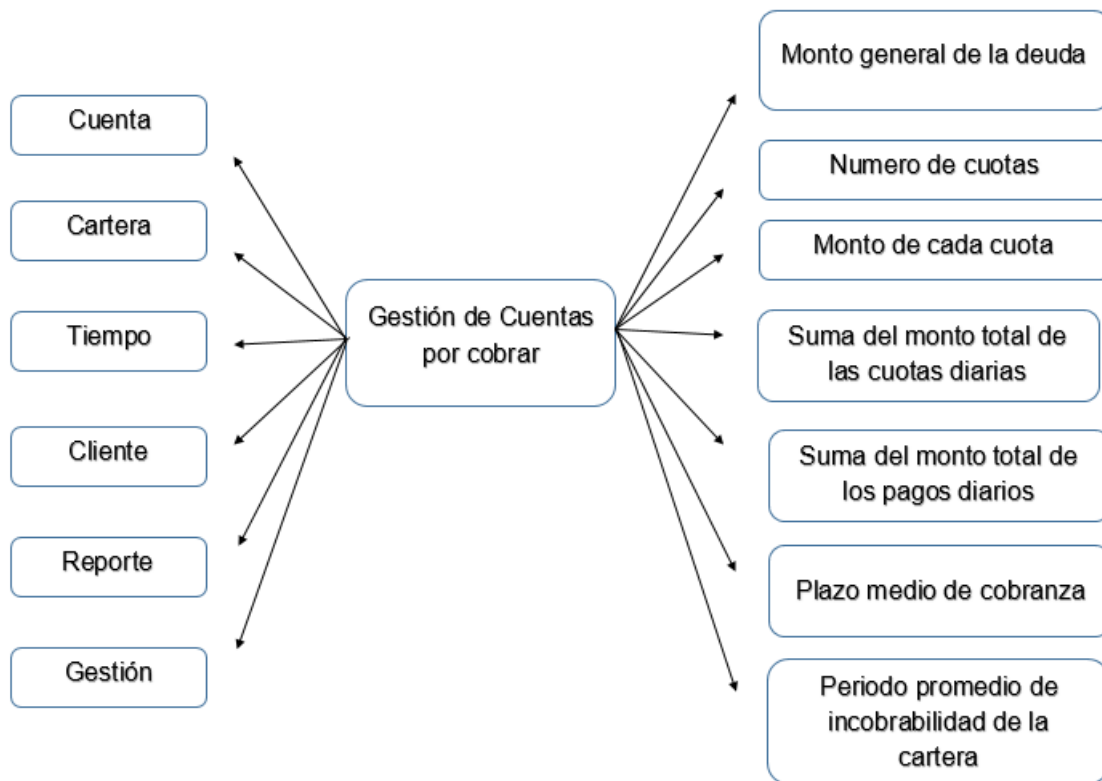 Cuenta
Cartera
Tiempo
Cliente
Reporte
Gestión
Gestión de Cuentas
por cobrar
Monto general de la deuda
Numero de cuotas
Monto de cada cuota
Suma del monto total de
las cuotas diarias
Suma del monto total de
los pagos diarios
Plazo medio de cobranza
Periodo promedio de
incobrabilidad de la
cartera